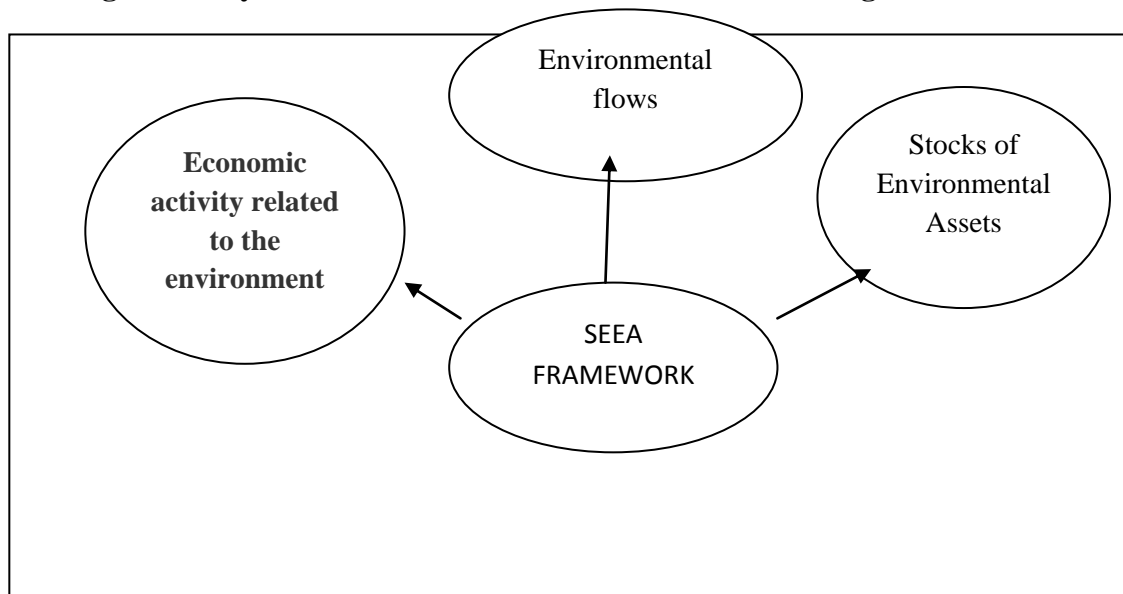 Environmental
flows
Economic
activity related
to the
environment
Stocks of
Environmental
Assets
SEEA
FRAMEWORK